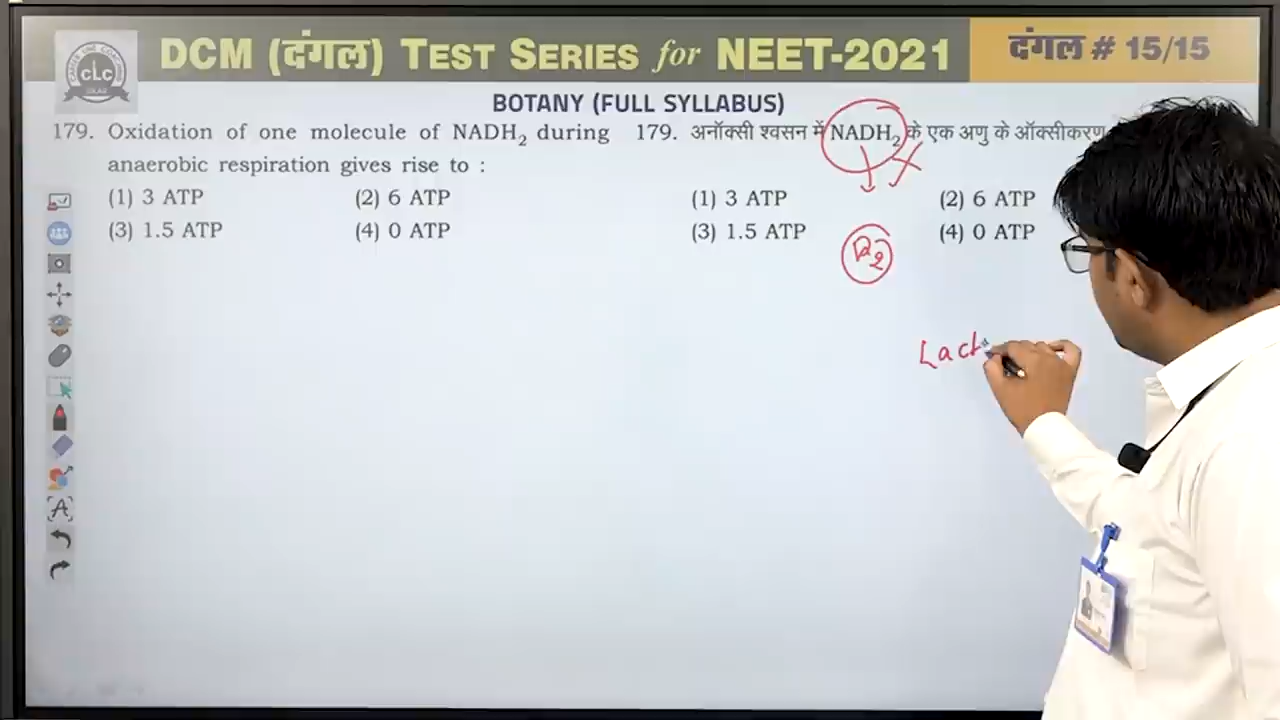 DCM (दंगल) TEST SERIES for NEET-2021
दंगल # 15/15
CLC
BOTANY (FULL SYLLABUS)
179. Oxidation of one molecule of NADH₂ during
anaerobic respiration gives rise to :
(1) 3 ATP (2) 6 ATP
(3) 1.5 ATP (4) 0 ATP
179. अनॉक्सी श्वसन में NADH₂ के एक अणु के ऑक्सीकरण
(1) 3 ATP (2) 6 ATP
(3) 1.5 ATP (4) 0 ATP
Lact